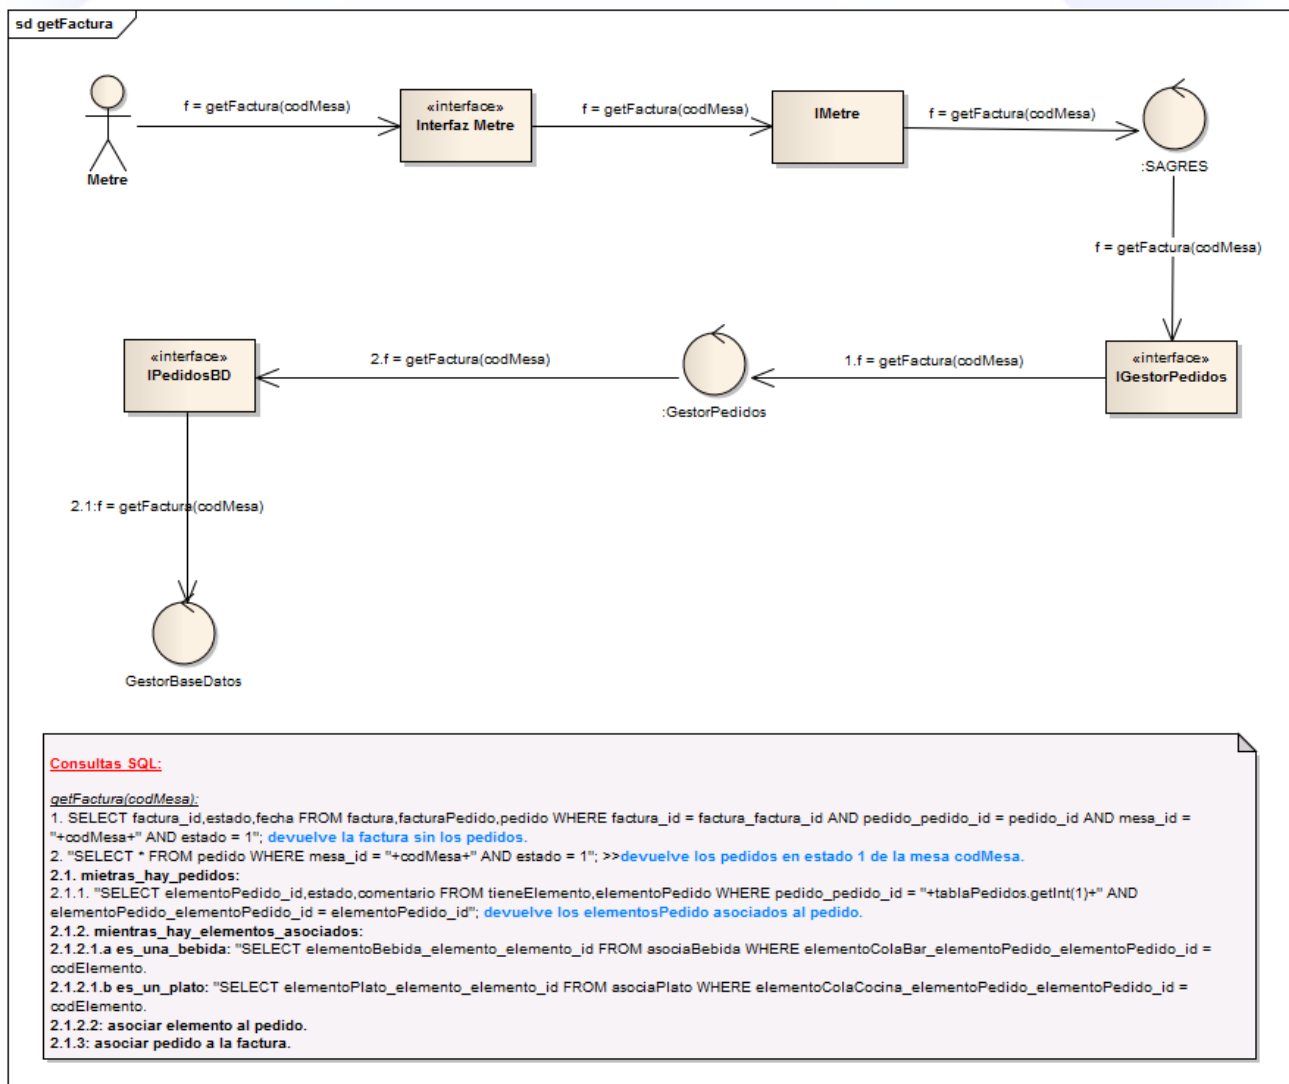 sd getFactura
f = getFactura(codMesa)
f = getFactura(codMesa)
f = getFactura(codMesa)
«interface»
Interfaz Metre
IMetre
Metre
:SAGRES
f = getFactura(codMesa)
«interface»
IPedidosBD
2.f = getFactura(codMesa)
1.f = getFactura(codMesa)
«interface»
IGestorPedidos
:GestorPedidos
2.1:f = getFactura(codMesa)
GestorBaseDatos
Consultas SQL:
getFactura(codMesa):
1. SELECT factura_id,estado,fecha FROM factura,facturaPedido,pedido WHERE factura_id = factura_factura_id AND pedido_pedido_id = pedido_id AND mesa_id =
"+codMesa+" AND estado = 1"; devuelve la factura sin los pedidos.
2. "SELECT * FROM pedido WHERE mesa_id = "+codMesa+" AND estado = 1"; >>devuelve los pedidos en estado 1 de la mesa codMesa.
2.1. mietras_hay_pedidos:
2.1.1. "SELECT elementoPedido_id,estado,comentario FROM tieneElemento,elementoPedido WHERE pedido_pedido_id = "+tablaPedidos.getInt(1)+" AND
elementoPedido_elementoPedido_id = elementoPedido_id"; devuelve los elementosPedido asociados al pedido.
2.1.2. mientras_hay_elementos_asociados:
2.1.2.1.a es_una_bebida: "SELECT elementoBebida_elemento_elemento_id FROM asociaBebida WHERE elementoColaBar_elementoPedido_elementoPedido_id =
codElemento.
2.1.2.1.b es_un_plato: "SELECT elementoPlato_elemento_elemento_id FROM asociaPlato WHERE elementoColaCocina_elementoPedido_elementoPedido_id =
codElemento.
2.1.2.2: asociar elemento al pedido.
2.1.3: asociar pedido a la factura.